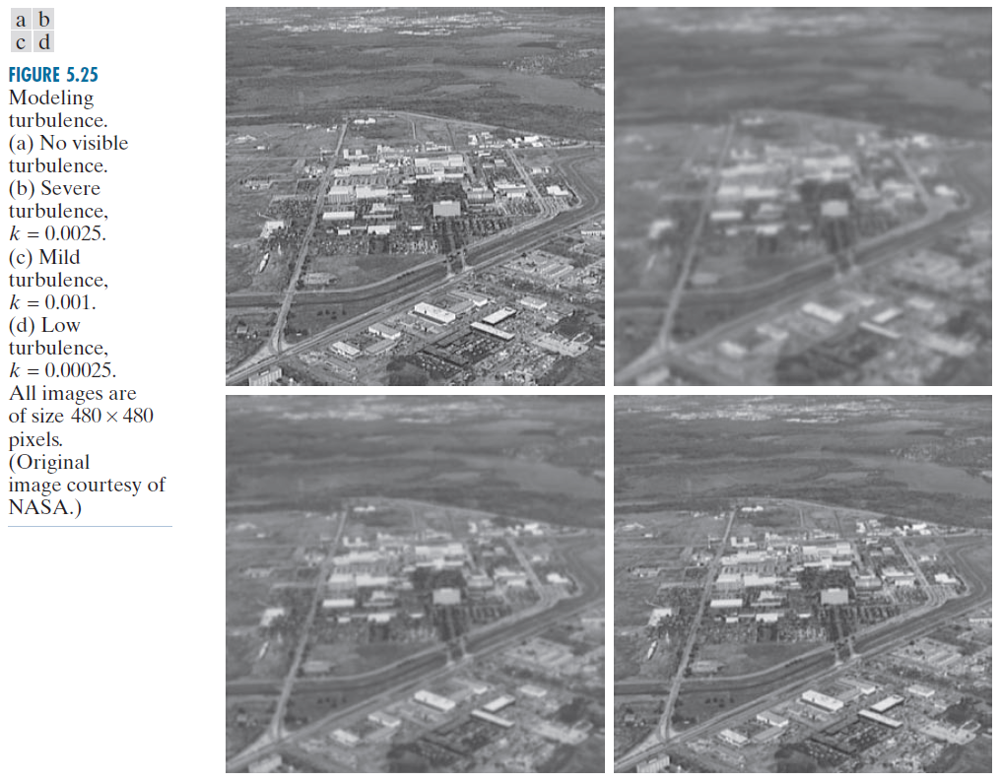 a b
c d
FIGURE 5.25
Modeling
turbulence.
(a) No visible
turbulence.
(b) Severe
turbulence,
k = 0.0025.
(c) Mild
turbulence,
k = 0.001.
(d) Low
turbulence,
k = 0.00025.
All images are
of size 480 × 480
pixels.
(Original
image courtesy of
NASA.)